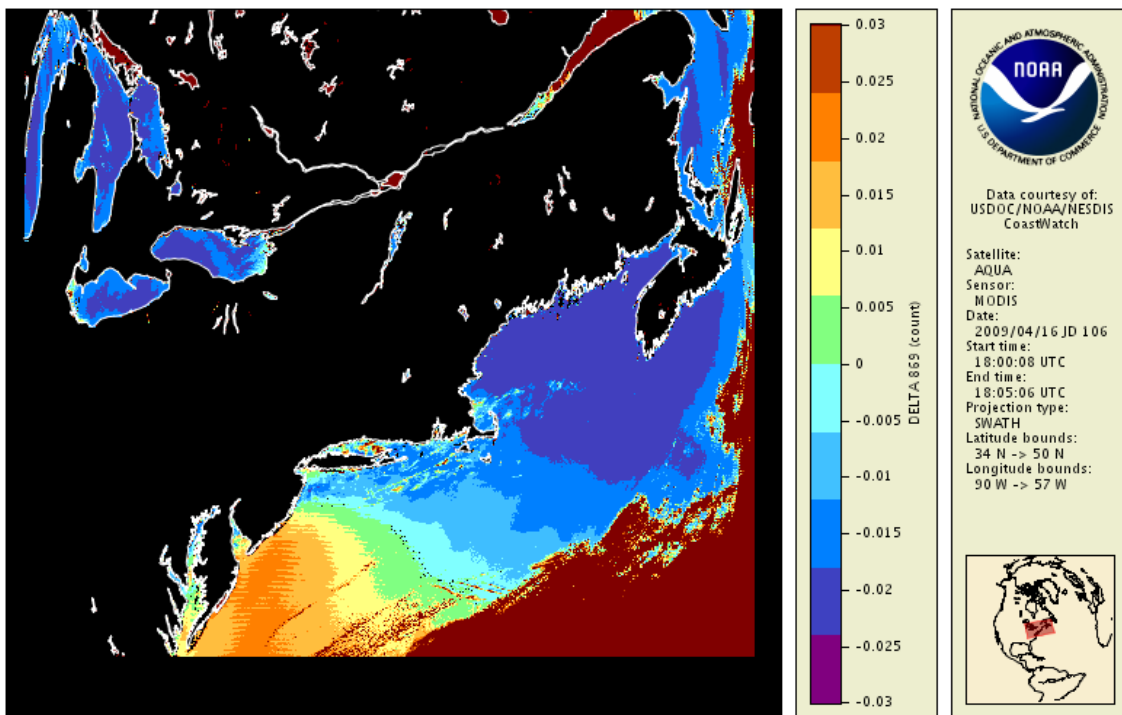 0.03
0.025
0.02
0.015
0.01
0.005
0
-0.005
-0.01
-0.015
-0.02
-0.025
-0.03
DELTA 869 (count)
NATIONAL OCEANIC AND ATMOSPHERIC ADMINISTRATION
NOAA
U.S. DEPARTMENT OF COMMERCE
Data courtesy of:
USDOC/NOAA/NESDIS
CoastWatch
Satellite:
AQUA
Sensor:
MODIS
Date:
2009/04/16 JD 106
Start time:
18:00:08 UTC
End time:
18:05:06 UTC
Projection type:
SWATH
Latitude bounds:
34 N -> 50 N
Longitude bounds:
90 W -> 57 W